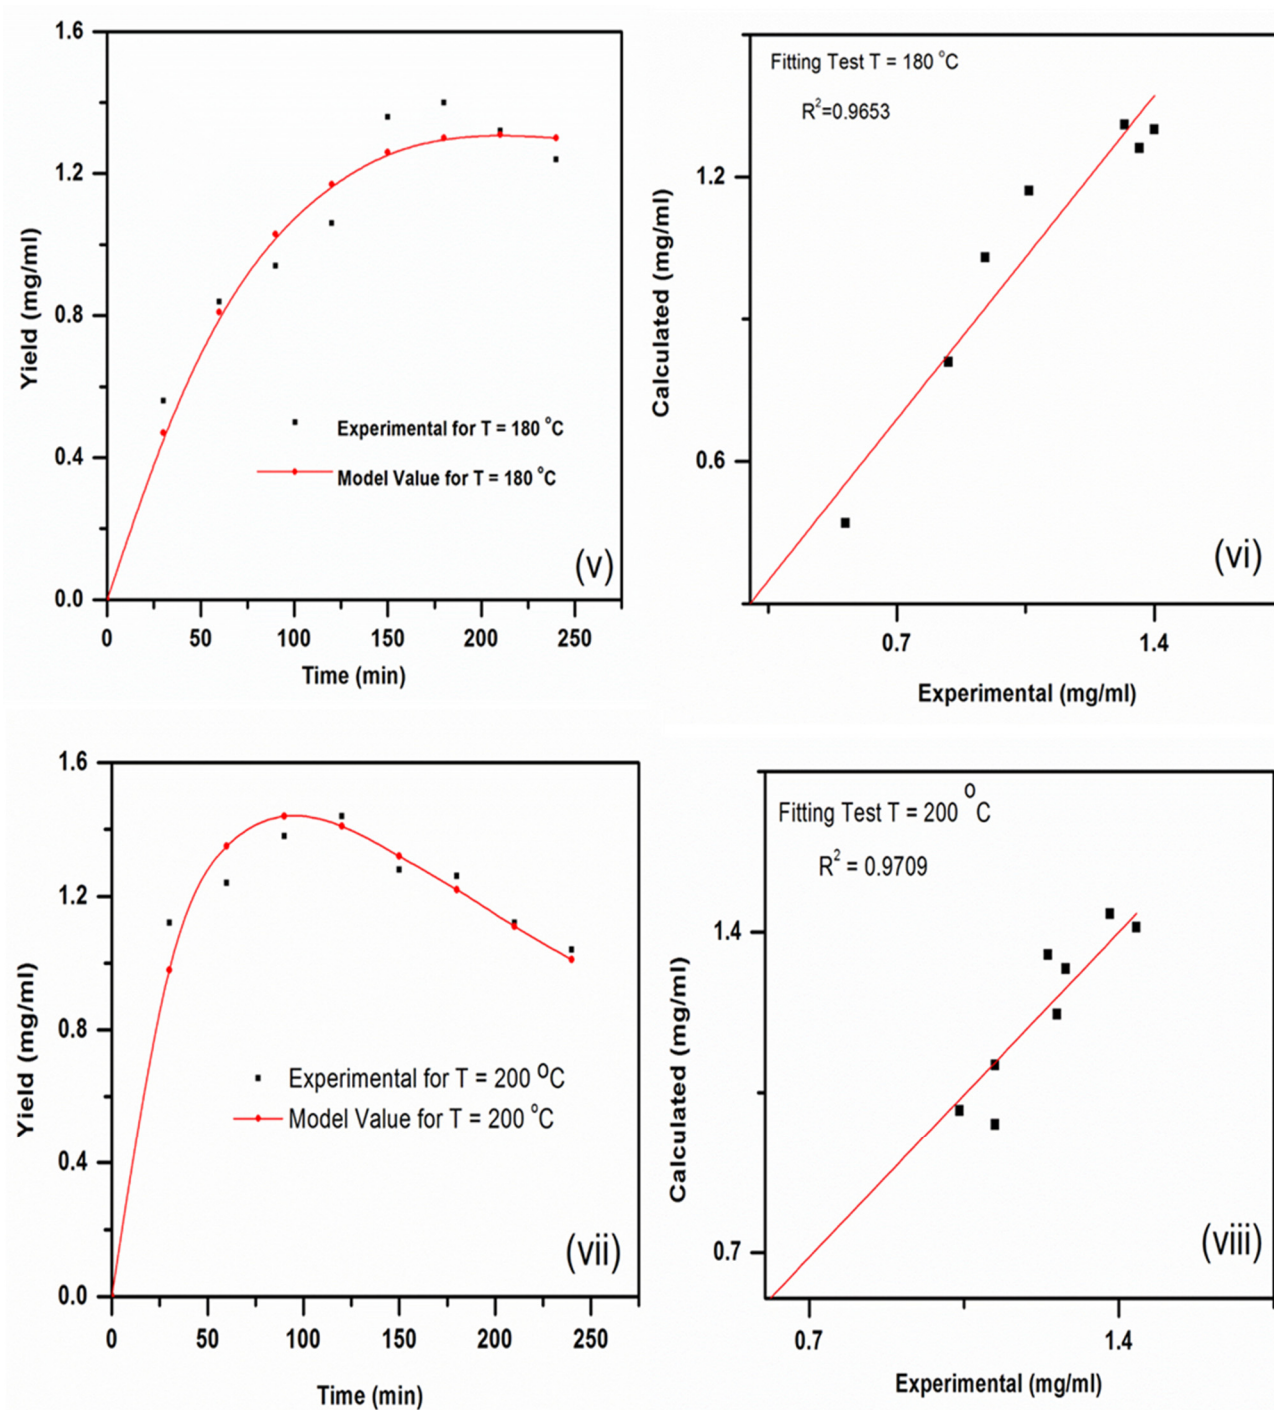 1.6
1.2
0.8
0.4
0.0
0
50
100
150
200
250
Yield (mg/ml)
Time (min)
Experimental for T = 180 °C
Model Value for T = 180 °C
(v)
Fitting Test T = 180 °C
R²=0.9653
1.2
0.6
0.7
1.4
Calculated (mg/ml)
Experimental (mg/ml)
(vi)
1.6
1.2
0.8
0.4
0.0
0
50
100
150
200
250
Yield (mg/ml)
Time (min)
Experimental for T = 200 °C
Model Value for T = 200 °C
(vii)
Fitting Test T = 200 °C
R² = 0.9709
1.4
0.7
0.7
1.4
Calculated (mg/ml)
Experimental (mg/ml)
(viii)